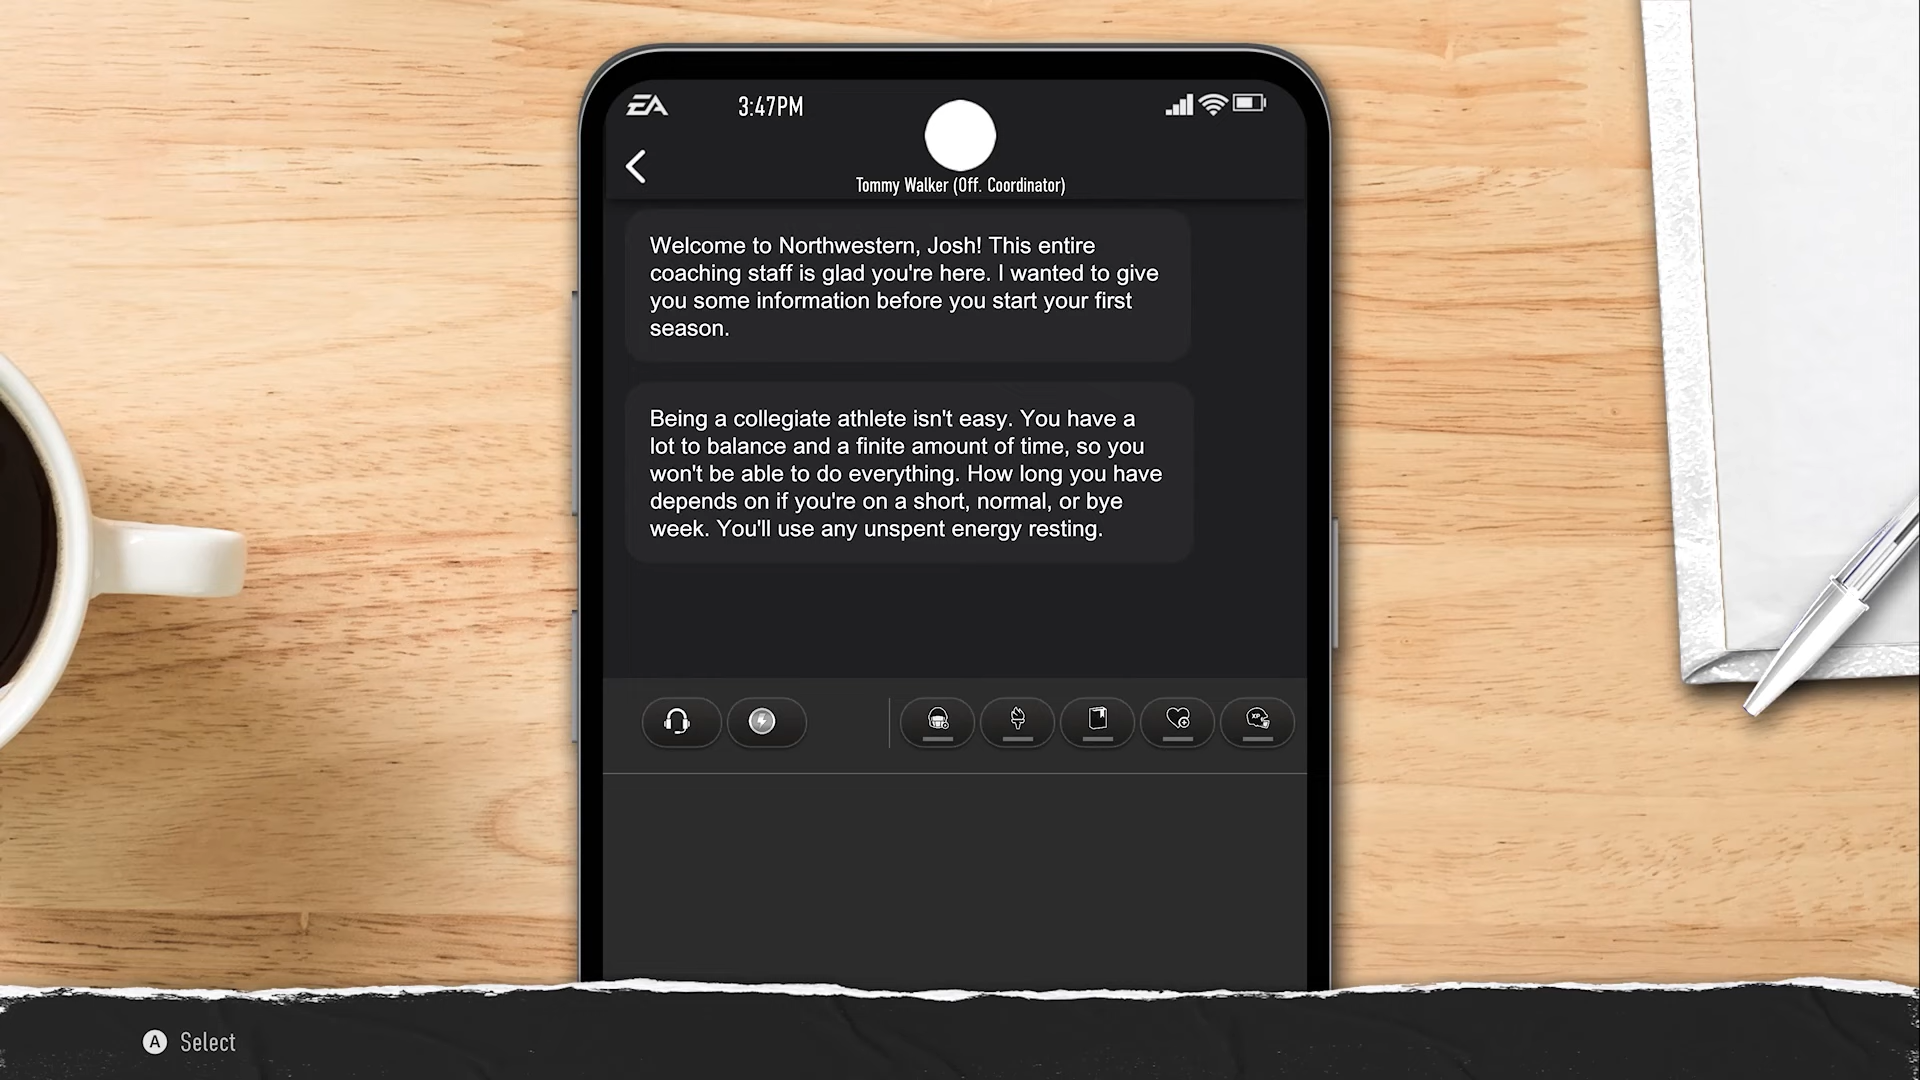 EA
3:47PM
Tommy Walker (Off. Coordinator)
Welcome to Northwestern, Josh! This entire
coaching staff is glad you're here. I wanted to give
you some information before you start your first
season.
Being a collegiate athlete isn't easy. You have a
lot to balance and a finite amount of time, so you
won't be able to do everything. How long you have
depends on if you're on a short, normal, or bye
week. You'll use any unspent energy resting.
XP
A Select